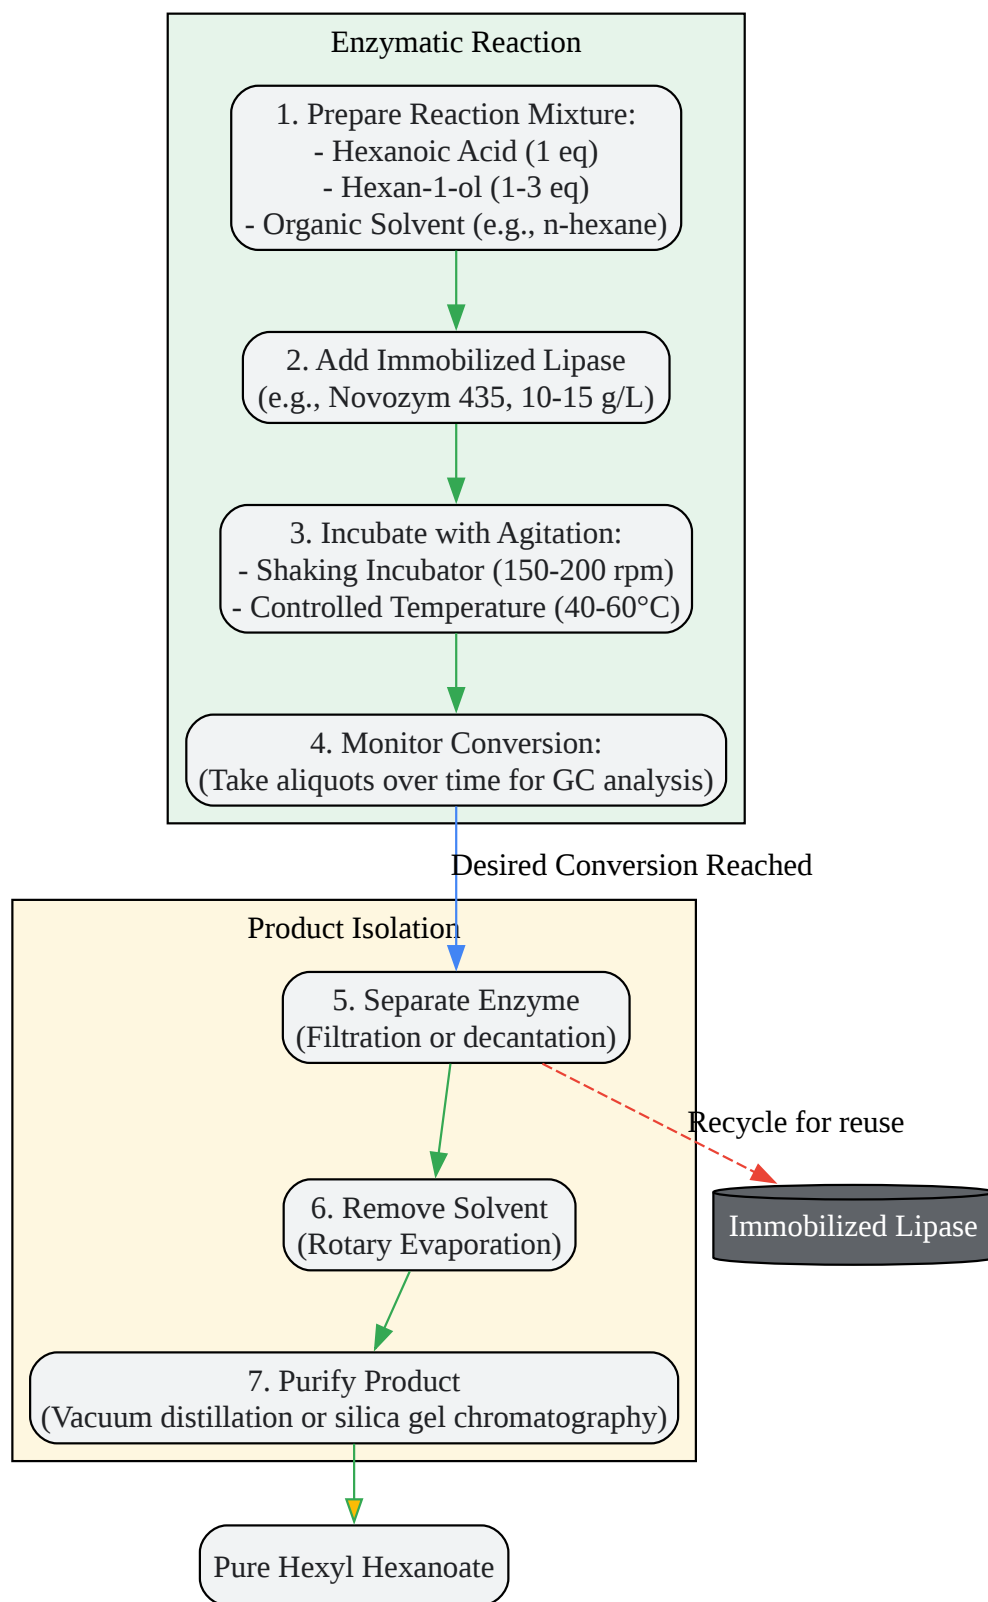 Enzymatic Reaction
1. Prepare Reaction Mixture:
- Hexanoic Acid (1 eq)
- Hexan-1-ol (1-3 eq)
- Organic Solvent (e.g., n-hexane)
2. Add Immobilized Lipase
(e.g., Novozym 435, 10-15 g/L)
3. Incubate with Agitation:
- Shaking Incubator (150-200 rpm)
- Controlled Temperature (40-60°C)
4. Monitor Conversion:
(Take aliquots over time for GC analysis)
Desired Conversion Reached
Product Isolation
5. Separate Enzyme
(Filtration or decantation)
Recycle for reuse
Immobilized Lipase
6. Remove Solvent
(Rotary Evaporation)
7. Purify Product
(Vacuum distillation or silica gel chromatography)
Pure Hexyl Hexanoate